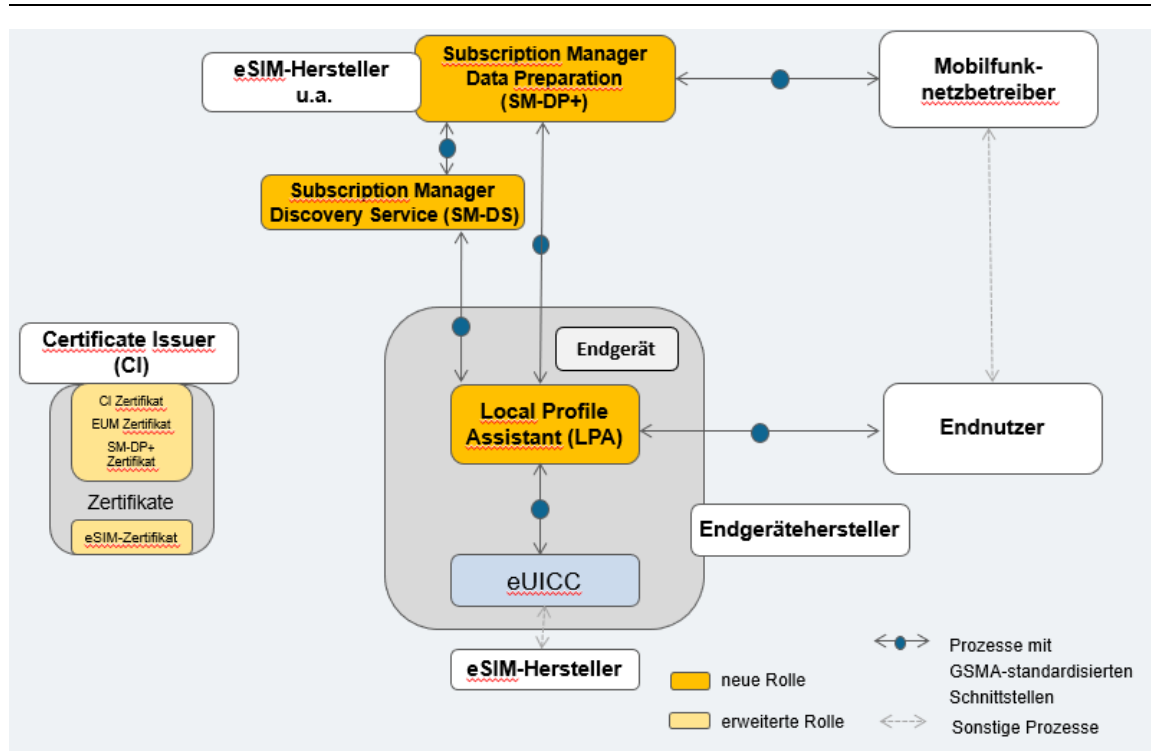 eSIM-Hersteller
u.a.
Subscription Manager
Data Preparation
(SM-DP+)
Mobilfunk-
netzbetreiber
Subscription Manager
Discovery Service (SM-DS)
Certificate Issuer
(CI)
CI Zertifikat
EUM Zertifikat
SM-DP+
Zertifikat
Zertifikate
eSIM-Zertifikat
Endgerät
Local Profile
Assistant (LPA)
Endnutzer
Endgerätehersteller
eUICC
eSIM-Hersteller
neue Rolle
erweiterte Rolle
Prozesse mit
GSMA-standardisierten
Schnittstellen
Sonstige Prozesse